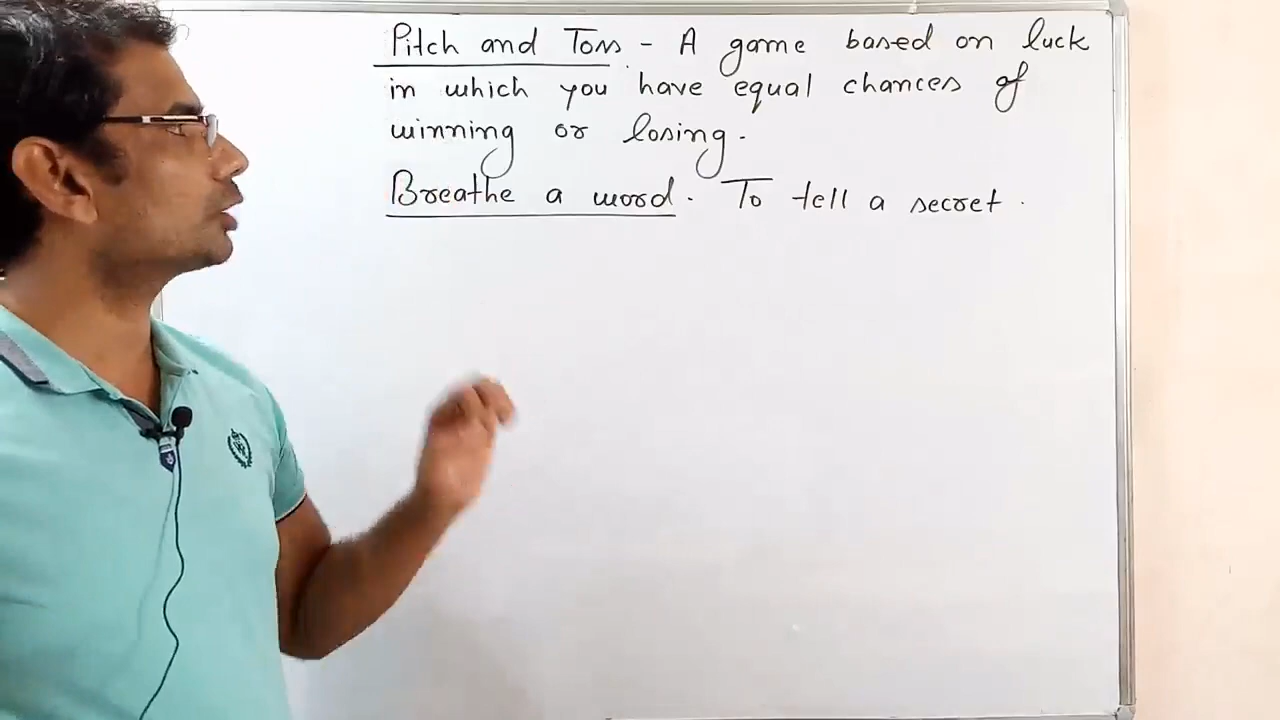 Pitch and Toss - A game based on luck
in which you have equal chances of
winning or losing.
Breathe a word. To tell a secret.